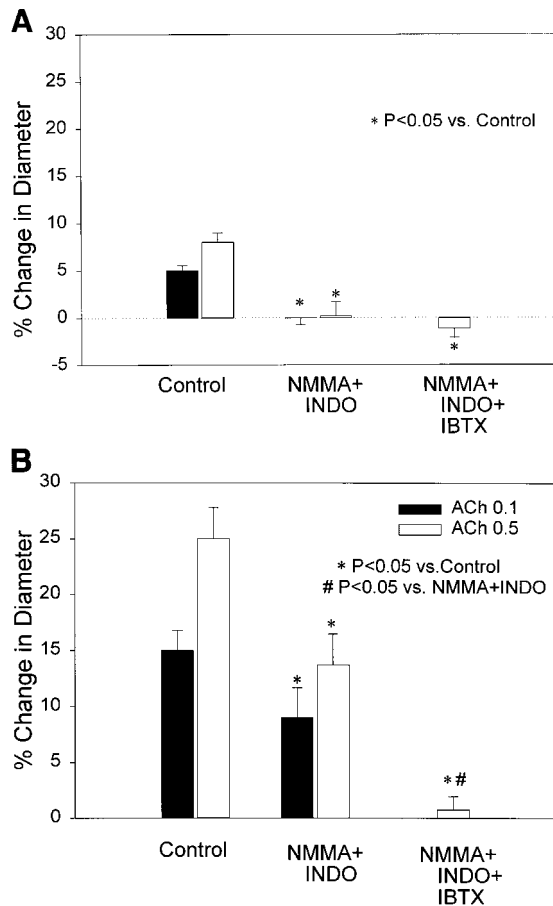 A
% Change in Diameter
30
25
20
15
10
5
0
-5
* P<0.05 vs. Control
*
*
*
Control
NMMA+
INDO
NMMA+
INDO+
IBTX
B
% Change in Diameter
30
25
20
15
10
5
0
ACh 0.1
ACh 0.5
* P<0.05 vs.Control
# P<0.05 vs. NMMA+INDO
*
*
*#
Control
NMMA+
INDO
NMMA+
INDO+
IBTX